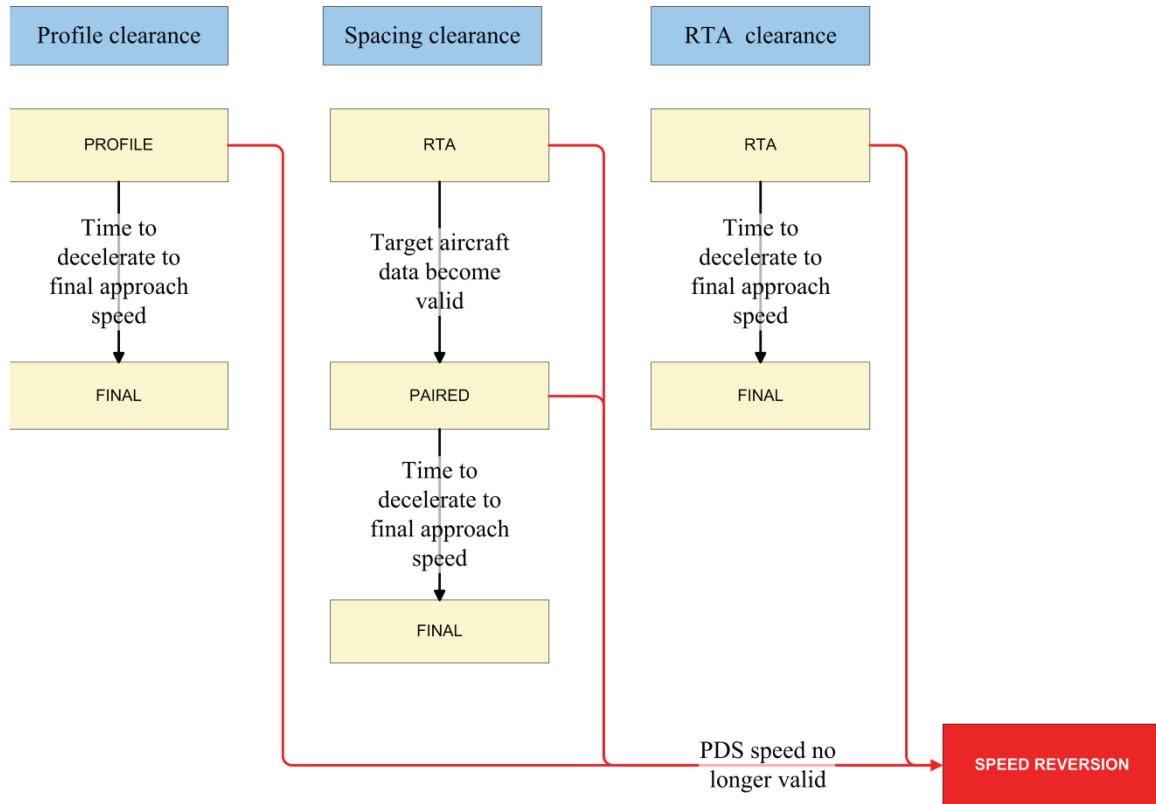 Profile clearance
Spacing clearance
RTA clearance
PROFILE
RTA
RTA
Time to
decelerate to
final approach
speed
Target aircraft
data become
valid
Time to
decelerate to
final approach
speed
FINAL
PAIRED
FINAL
Time to
decelerate to
final approach
speed
FINAL
PDS speed no
longer valid
SPEED REVERSION